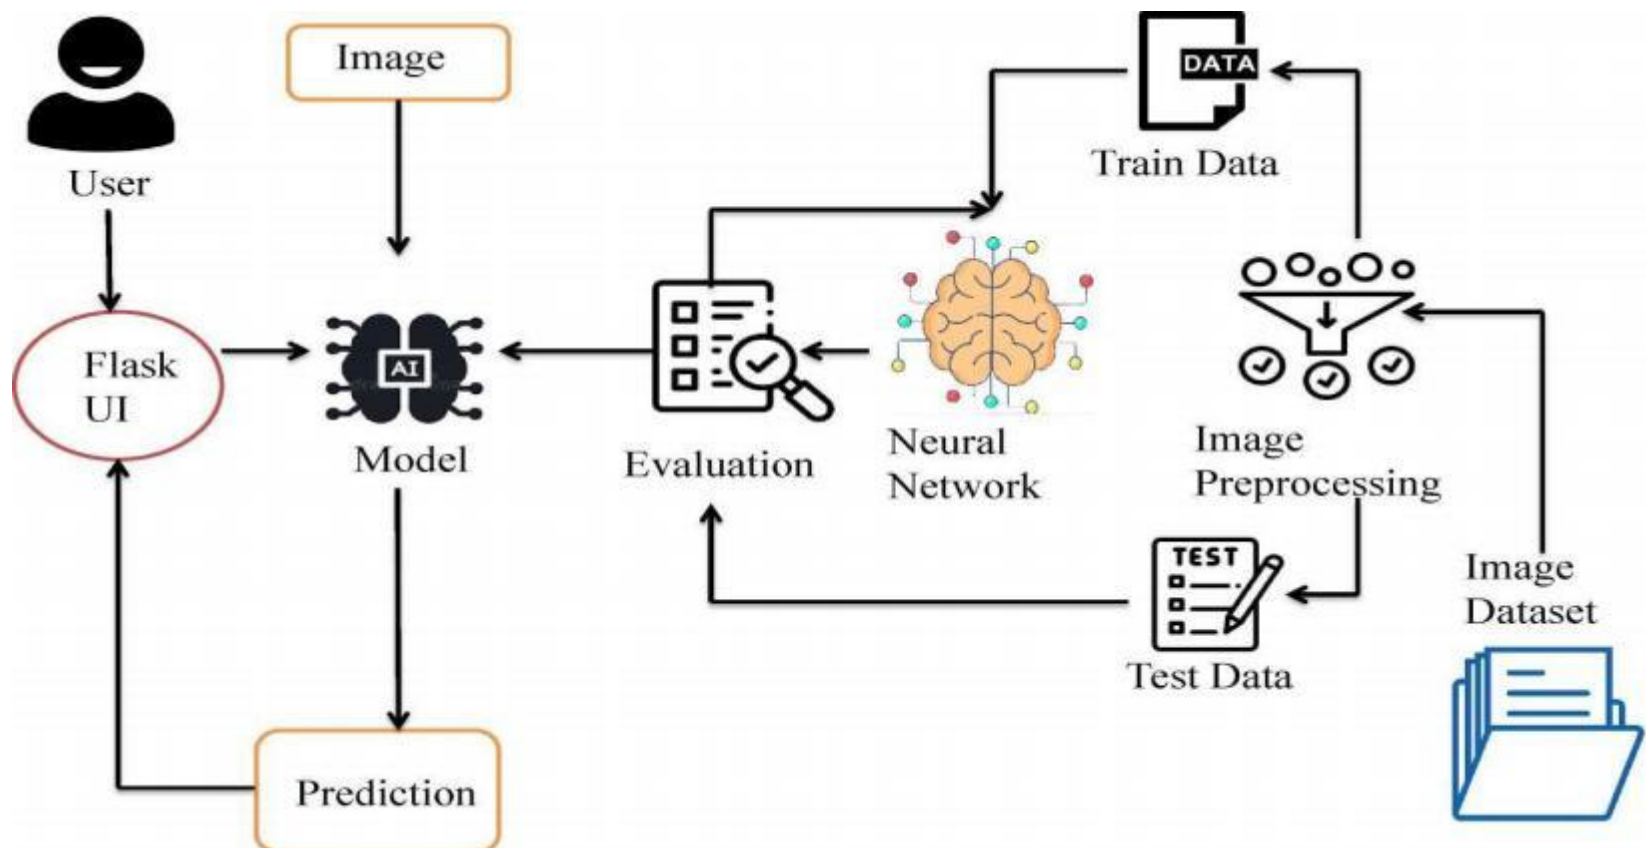 Image
DATA
Train Data
User
Flask
UI
AI
Model
Evaluation
Neural
Network
Image
Preprocessing
TEST
Test Data
Image
Dataset
Prediction